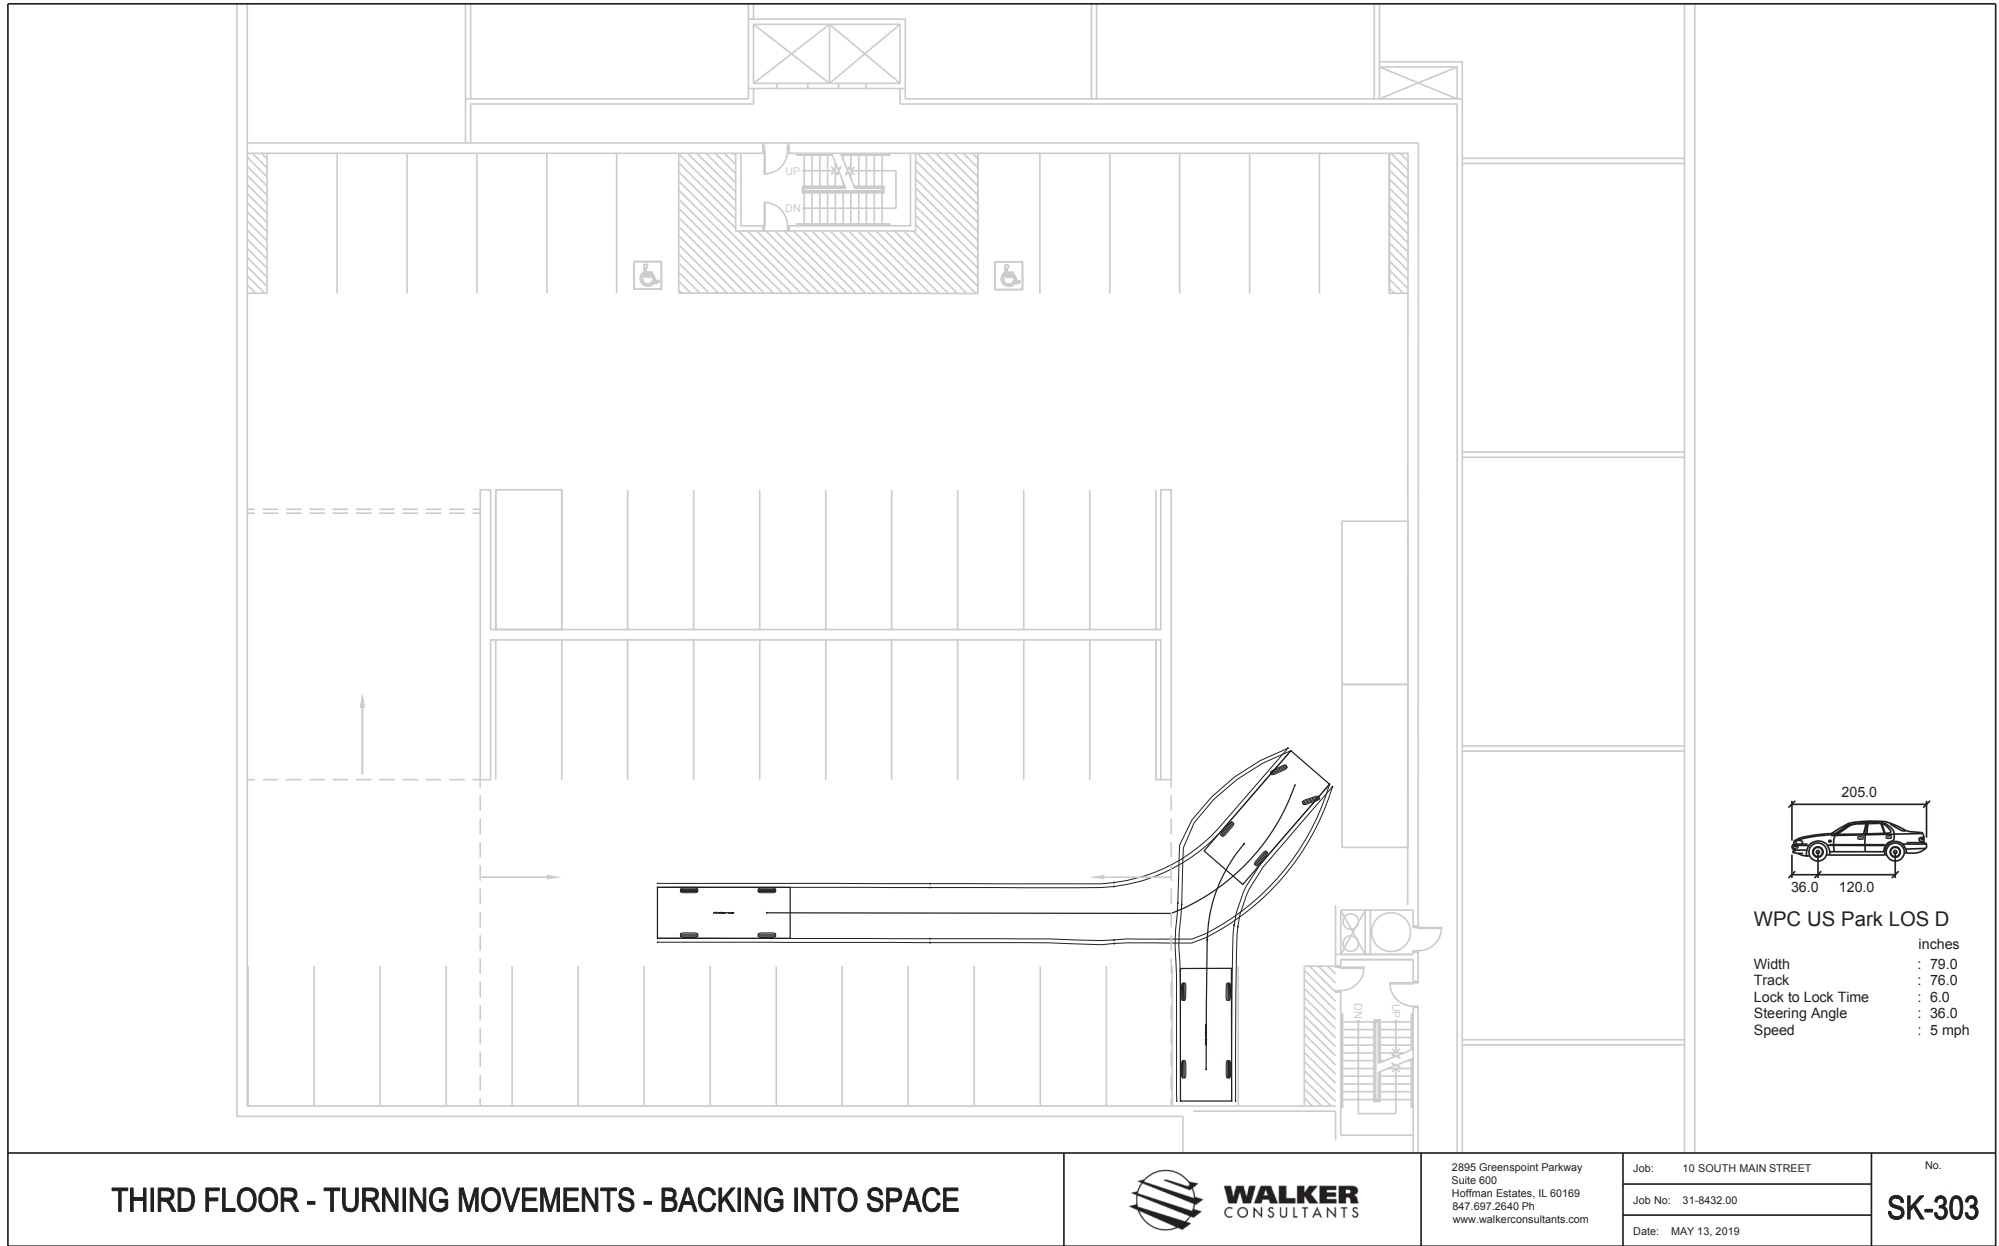 UP
DN
205.0
36.0 120.0
WPC US Park LOS D
inches
Width : 79.0
Track : 76.0
Lock to Lock Time : 6.0
Steering Angle : 36.0
Speed : 5 mph
DN UP
THIRD FLOOR - TURNING MOVEMENTS - BACKING INTO SPACE
WALKER
CONSULTANTS
2895 Greenspoint Parkway
Suite 600
Hoffman Estates, IL 60169
847.697.2640 Ph
www.walkerconsultants.com
Job: 10 SOUTH MAIN STREET
Job No: 31-8432.00
Date: MAY 13, 2019
No.
SK-303